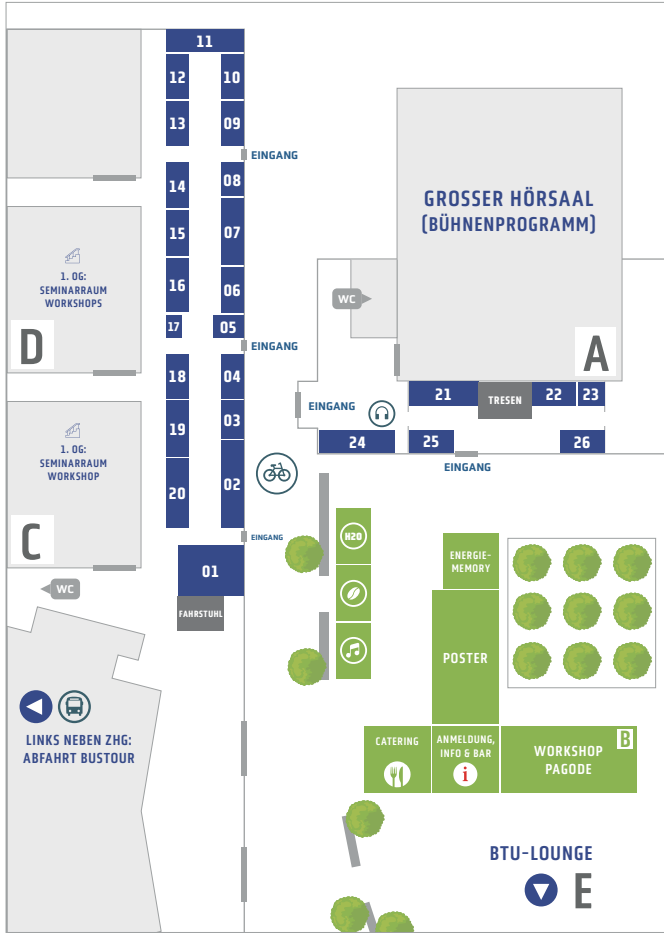 11
12
10
13
09
EINGANG
14
08
15
07
16
06
17
05
EINGANG
18
04
19
03
20
02
EINGANG
01
FAHRSTUHL
1. OG:
SEMINARRAUM
WORKSHOPS
D
1. OG:
SEMINARRAUM
WORKSHOP
C
WC
LINKS NEBEN ZHG:
ABFAHRT BUSTOUR
GROSSER HÖRSAAL
(BÜHNENPROGRAMM)
WC
A
EINGANG
21
TRESEN
22
23
24
25
26
EINGANG
H2O
ENERGIE-
MEMORY
POSTER
CATERING
ANMELDUNG,
INFO & BAR
i
WORKSHOP
PAGODE
B
BTU-LOUNGE
E